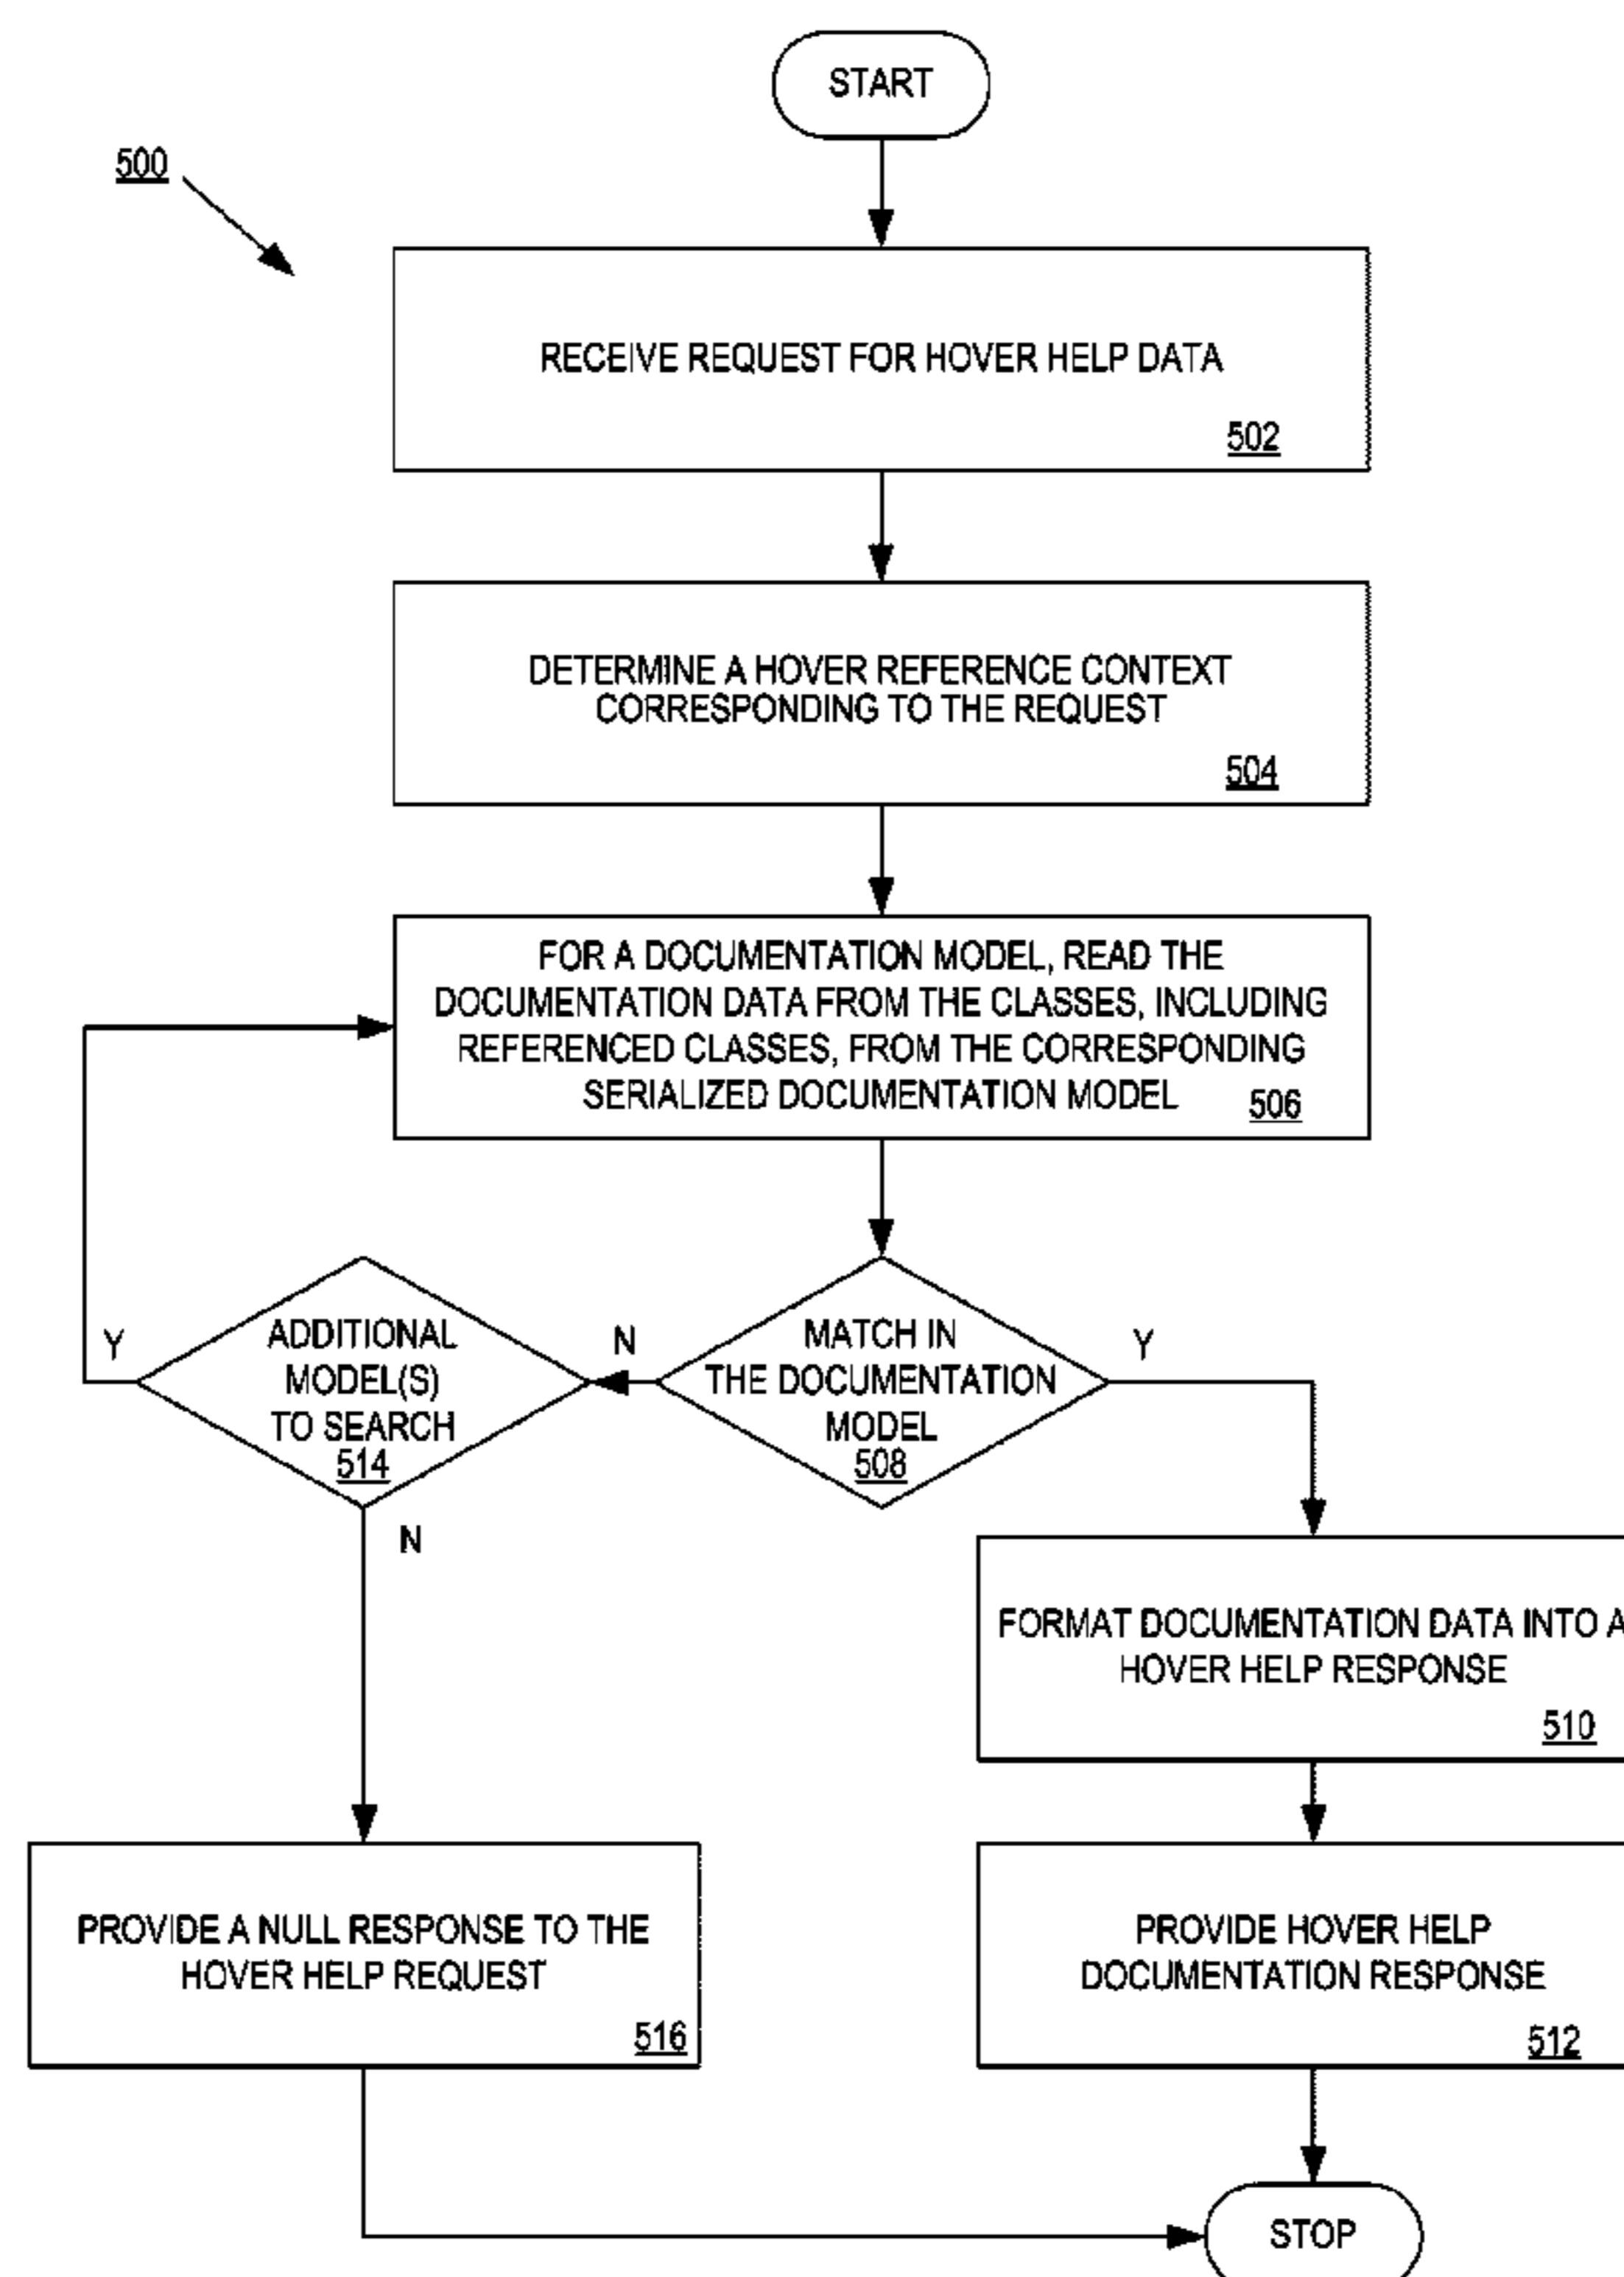 START
500
RECEIVE REQUEST FOR HOVER HELP DATA
502
DETERMINE A HOVER REFERENCE CONTEXT
CORRESPONDING TO THE REQUEST
504
FOR A DOCUMENTATION MODEL, READ THE
DOCUMENTATION DATA FROM THE CLASSES, INCLUDING
REFERENCED CLASSES, FROM THE CORRESPONDING
SERIALIZED DOCUMENTATION MODEL
506
Y
ADDITIONAL
MODEL(S)
TO SEARCH
514
N
MATCH IN
THE DOCUMENTATION
MODEL
508
Y
N
FORMAT DOCUMENTATION DATA INTO A
HOVER HELP RESPONSE
510
PROVIDE A NULL RESPONSE TO THE
HOVER HELP REQUEST
516
PROVIDE HOVER HELP
DOCUMENTATION RESPONSE
512
STOP